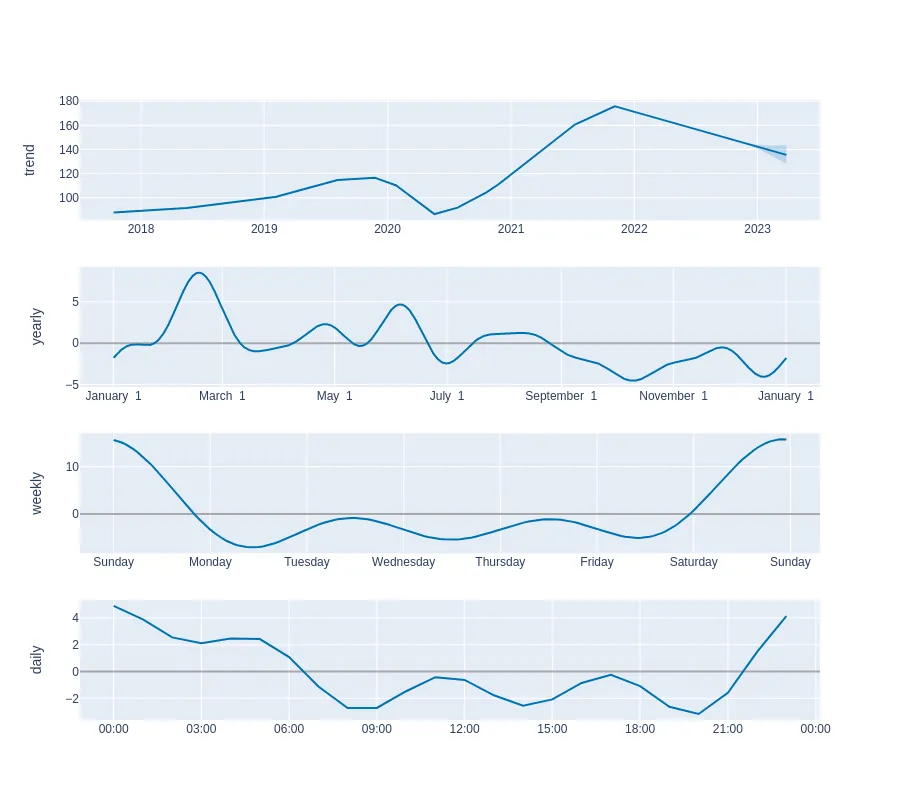 trend
180
160
140
120
100
2018 2019 2020 2021 2022 2023
yearly
5
0
−5
January 1 March 1 May 1 July 1 September 1 November 1 January 1
weekly
10
0
Sunday Monday Tuesday Wednesday Thursday Friday Saturday Sunday
daily
4
2
0
−2
00:00 03:00 06:00 09:00 12:00 15:00 18:00 21:00 00:00